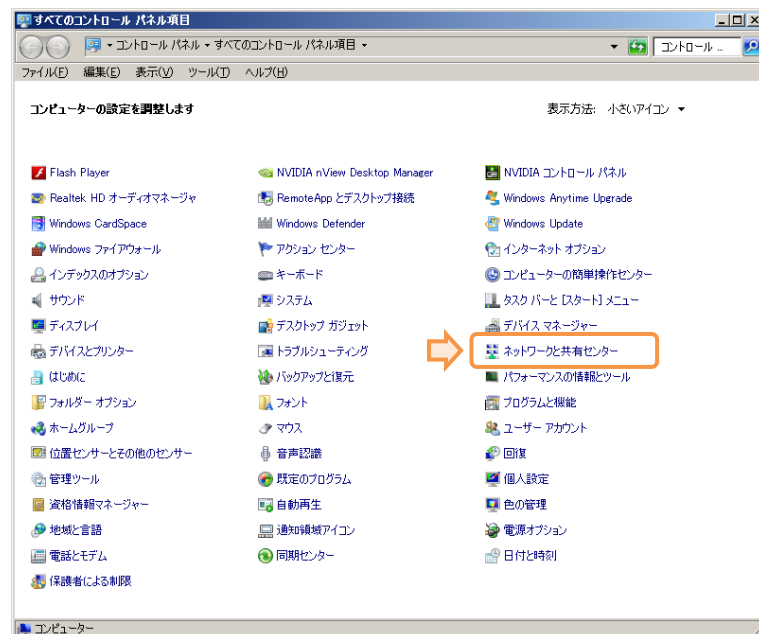 すべてのコントロール パネル項目
コントロール パネル すべてのコントロール パネル項目 コントロール ...
ファイル(F) 編集(E) 表示(V) ツール(T) ヘルプ(H)
コンピューターの設定を調整します 表示方法: 小さいアイコン
Flash Player NVIDIA nView Desktop Manager NVIDIA コントロール パネル
Realtek HD オーディオマネージャ RemoteApp とデスクトップ接続 Windows Anytime Upgrade
Windows CardSpace Windows Defender Windows Update
Windows ファイアウォール アクション センター インターネット オプション
インデックスのオプション キーボード コンピューターの簡単操作センター
サウンド システム タスク バーと [スタート] メニュー
ディスプレイ デスクトップ ガジェット デバイス マネージャー
デバイスとプリンター トラブルシューティング ネットワークと共有センター
はじめに バックアップと復元 パフォーマンスの情報とツール
フォルダー オプション フォント プログラムと機能
ホームグループ マウス ユーザー アカウント
位置センサーとその他のセンサー 音声認識 回復
管理ツール 既定のプログラム 個人設定
資格情報マネージャー 自動再生 色の管理
地域と言語 通知領域アイコン 電源オプション
電話とモデム 同期センター 日付と時刻
保護者による制限
コンピューター